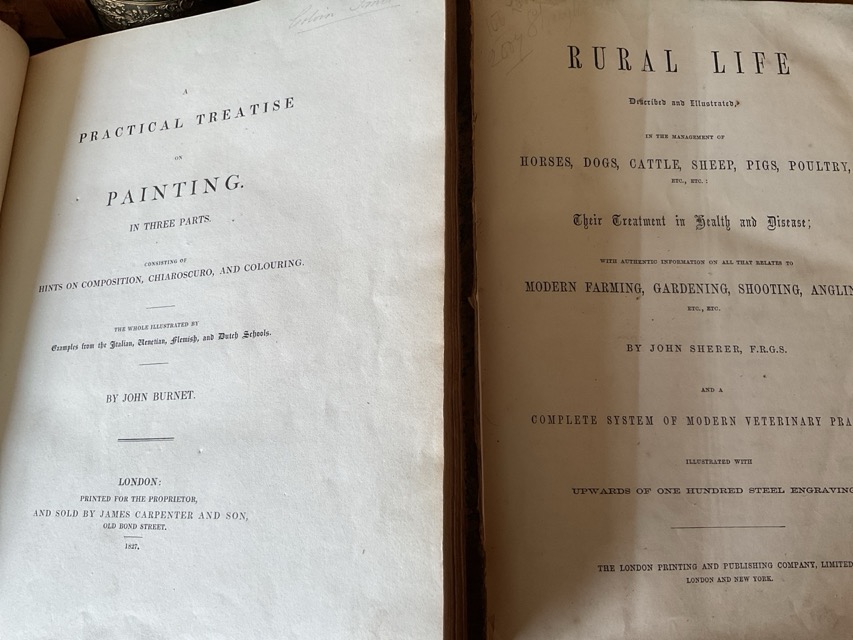 A
PRACTICAL TREATISE
ON
PAINTING.
IN THREE PARTS.
CONSISTING OF
HINTS ON COMPOSITION, CHIAROSCURO, AND COLOURING.
THE WHOLE ILLUSTRATED BY
Examples from the Italian, Venetian, Flemish, and Dutch Schools.
BY JOHN BURNET.
LONDON:
PRINTED FOR THE PROPRIETOR,
AND SOLD BY JAMES CARPENTER AND SON,
OLD BOND STREET.
1827.
RURAL LIFE
Described and Illustrated,
IN THE MANAGEMENT OF
HORSES, DOGS, CATTLE, SHEEP, PIGS, POULTRY,
ETC., ETC.:
Their Treatment in Health and Disease;
WITH AUTHENTIC INFORMATION ON ALL THAT RELATES TO
MODERN FARMING, GARDENING, SHOOTING, ANGLIN
ETC., ETC.
BY JOHN SHERER, F.R.G.S.
AND A
COMPLETE SYSTEM OF MODERN VETERINARY PRA
ILLUSTRATED WITH
UPWARDS OF ONE HUNDRED STEEL ENGRAVING
THE LONDON PRINTING AND PUBLISHING COMPANY, LIMITED
LONDON AND NEW YORK.